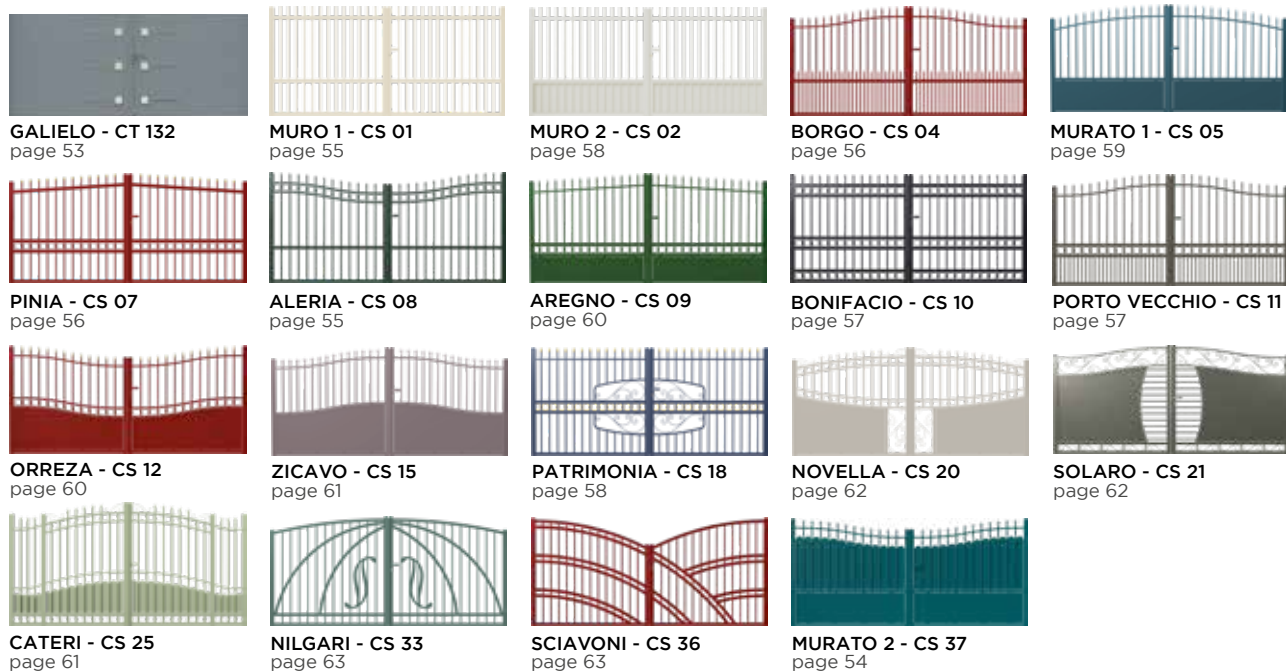 GALIELO - CT 132
page 53
MURO 1 - CS 01
page 55
MURO 2 - CS 02
page 58
BORGO - CS 04
page 56
MURATO 1 - CS 05
page 59
PINIA - CS 07
page 56
ALERIA - CS 08
page 55
AREGNO - CS 09
page 60
BONIFACIO - CS 10
page 57
PORTO VECCHIO - CS 11
page 57
ORREZA - CS 12
page 60
ZICAVO - CS 15
page 61
PATRIMONIA - CS 18
page 58
NOVELLA - CS 20
page 62
SOLARO - CS 21
page 62
CATERI - CS 25
page 61
NILGARI - CS 33
page 63
SCIAVONI - CS 36
page 63
MURATO 2 - CS 37
page 54